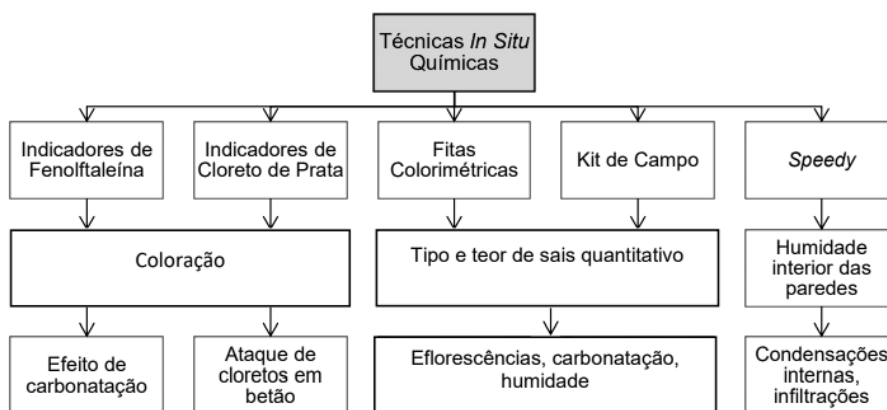 Técnicas In Situ
Químicas
Indicadores de
Fenolftaleína
Indicadores de
Cloreto de Prata
Fitas
Colorimétricas
Kit de Campo
Speedy
Coloração
Tipo e teor de sais quantitativo
Humidade
interior das
paredes
Efeito de
carbonatação
Ataque de
cloretos em
betão
Eflorescências, carbonatação,
humidade
Condensações
internas,
infiltrações